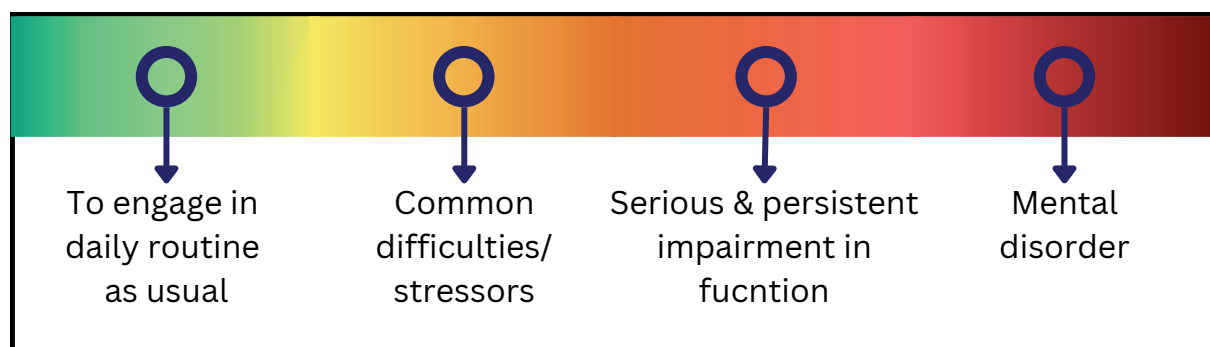 To engage in
daily routine
as usual
Common
difficulties/
stressors
Serious & persistent
impairment in
fucntion
Mental
disorder